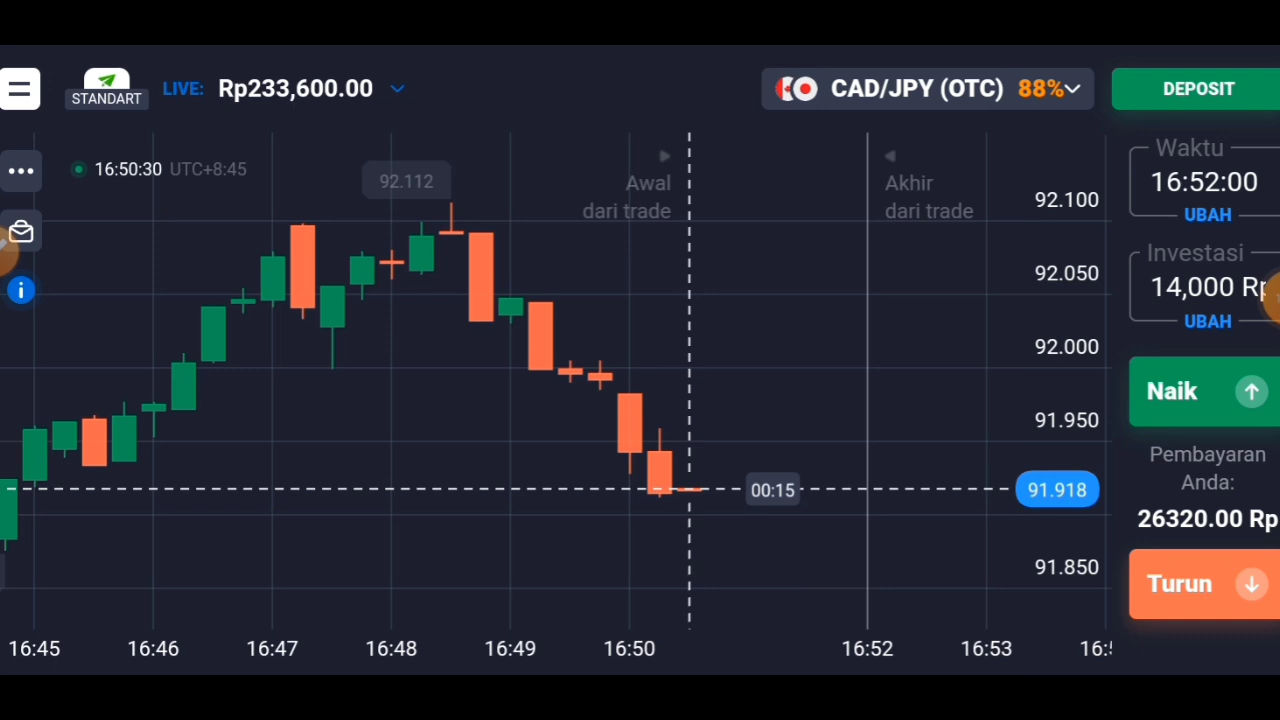 STANDART
LIVE: Rp233,600.00
CAD/JPY (OTC) 88%
DEPOSIT
16:50:30 UTC+8:45
92.112
Awal
dari trade
Akhir
dari trade
92.100
92.050
92.000
91.950
91.918
91.850
00:15
Waktu
16:52:00
UBAH
Investasi
14,000 Rp
UBAH
Naik
Pembayaran
Anda:
26320.00 Rp
Turun
16:45 16:46 16:47 16:48 16:49 16:50 16:52 16:53